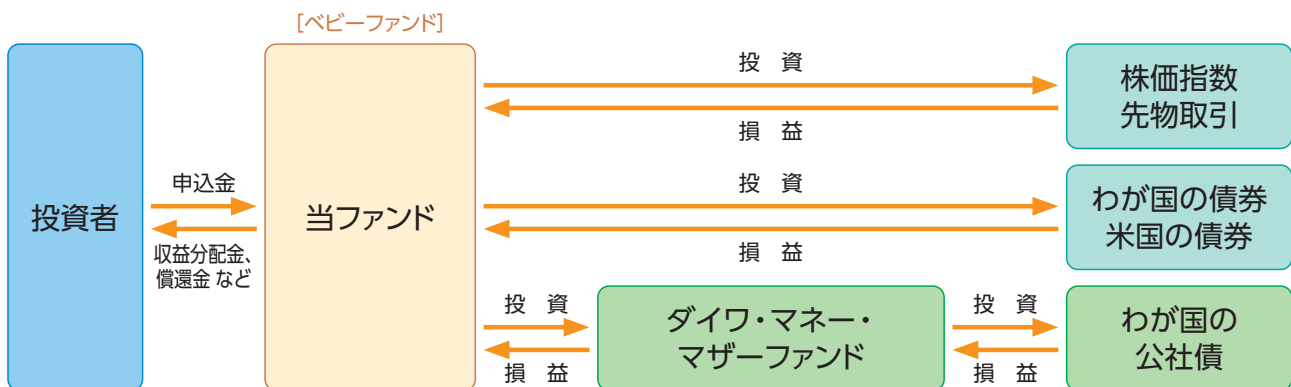 [ベビーファンド]
投資者
申込金
収益分配金、
償還金 など
当ファンド
投 資
損 益
株価指数
先物取引
投 資
損 益
わが国の債券
米国の債券
投 資
損 益
ダイワ・マネー・
マザーファンド
投 資
損 益
わが国の
公社債